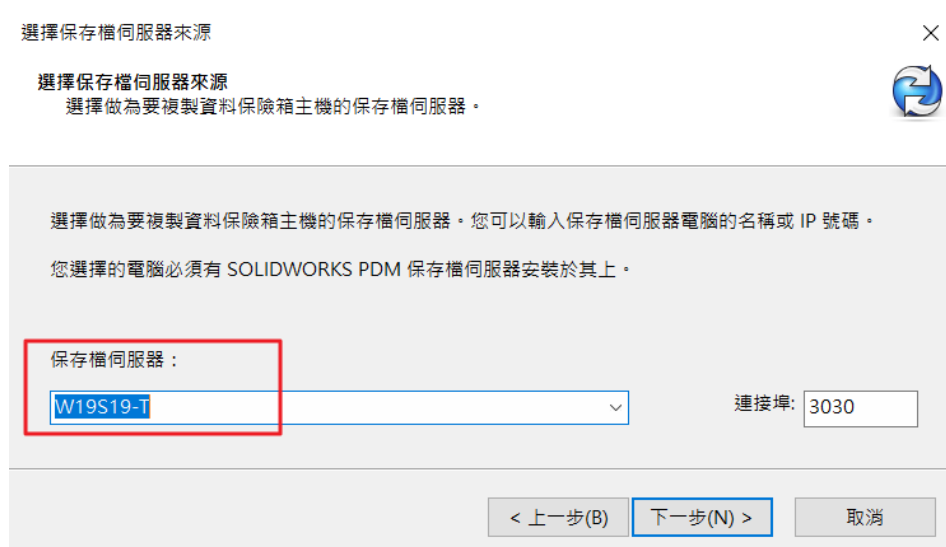 選擇保存檔伺服器來源
選擇保存檔伺服器來源
選擇做為要複製資料保險箱主機的保存檔伺服器。
選擇做為要複製資料保險箱主機的保存檔伺服器。您可以輸入保存檔伺服器電腦的名稱或 IP 號碼。
您選擇的電腦必須有 SOLIDWORKS PDM 保存檔伺服器安裝於其上。
保存檔伺服器：
W19S19-T 連接埠: 3030
< 上一步(B) 下一步(N) > 取消